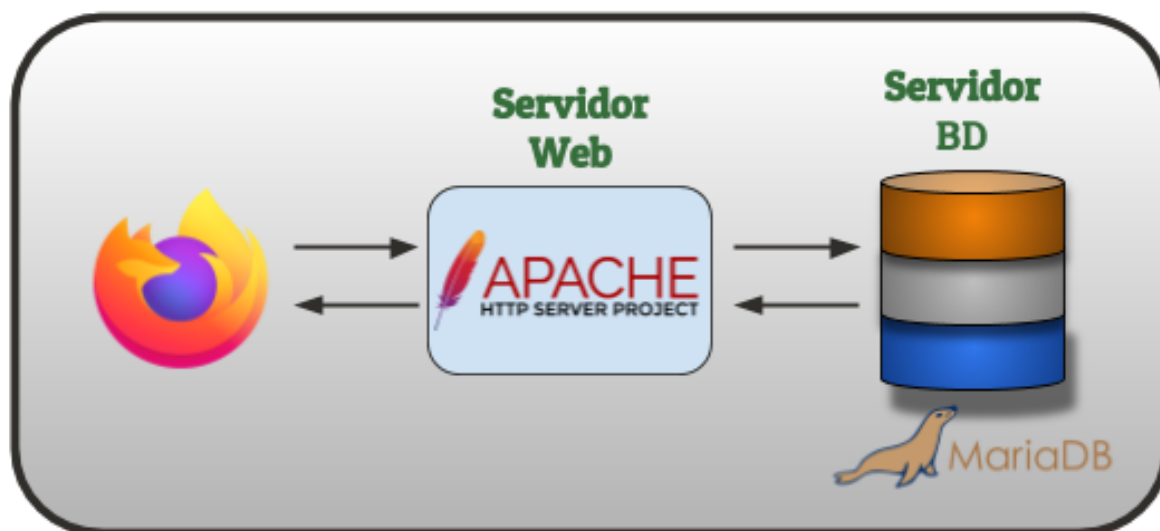 Servidor
Web
Servidor
BD
APACHE
HTTP SERVER PROJECT
MariaDB